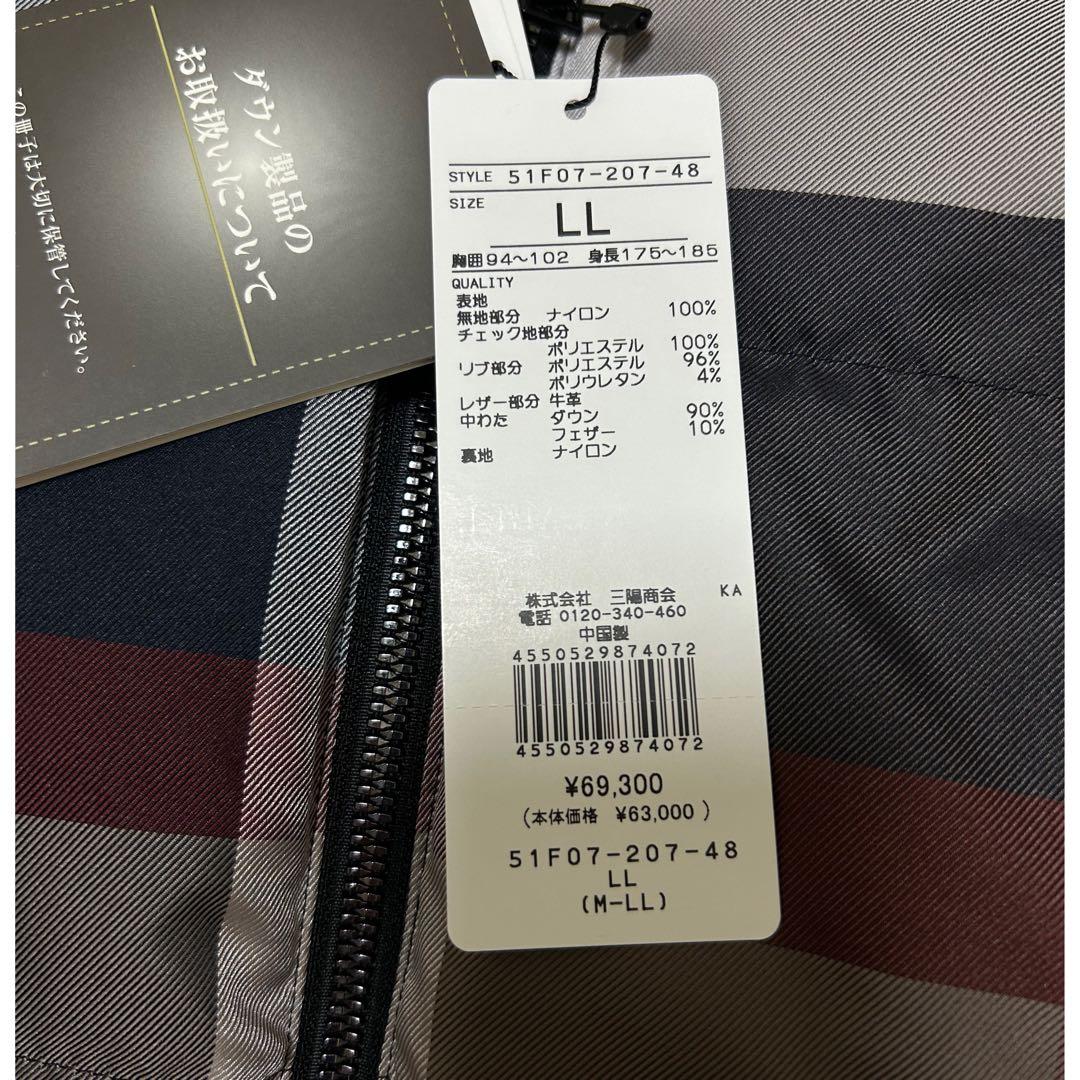 ダウン製品の
お取扱いについて
この冊子は大切に保管してください。
STYLE 51F07-207-48
SIZE
LL
胸囲94~102 身長175~185
QUALITY
表地
無地部分 ナイロン 100%
チェック地部分
ポリエステル 100%
リブ部分 ポリエステル 96%
ポリウレタン 4%
レザー部分 牛革
中わた ダウン 90%
フェザー 10%
裏地 ナイロン
株式会社 三陽商会 KA
電話 0120-340-460
中国製
4550529874072
4550529874072
¥69,300
(本体価格 ¥63,000 )
51F07-207-48
LL
(M-LL)